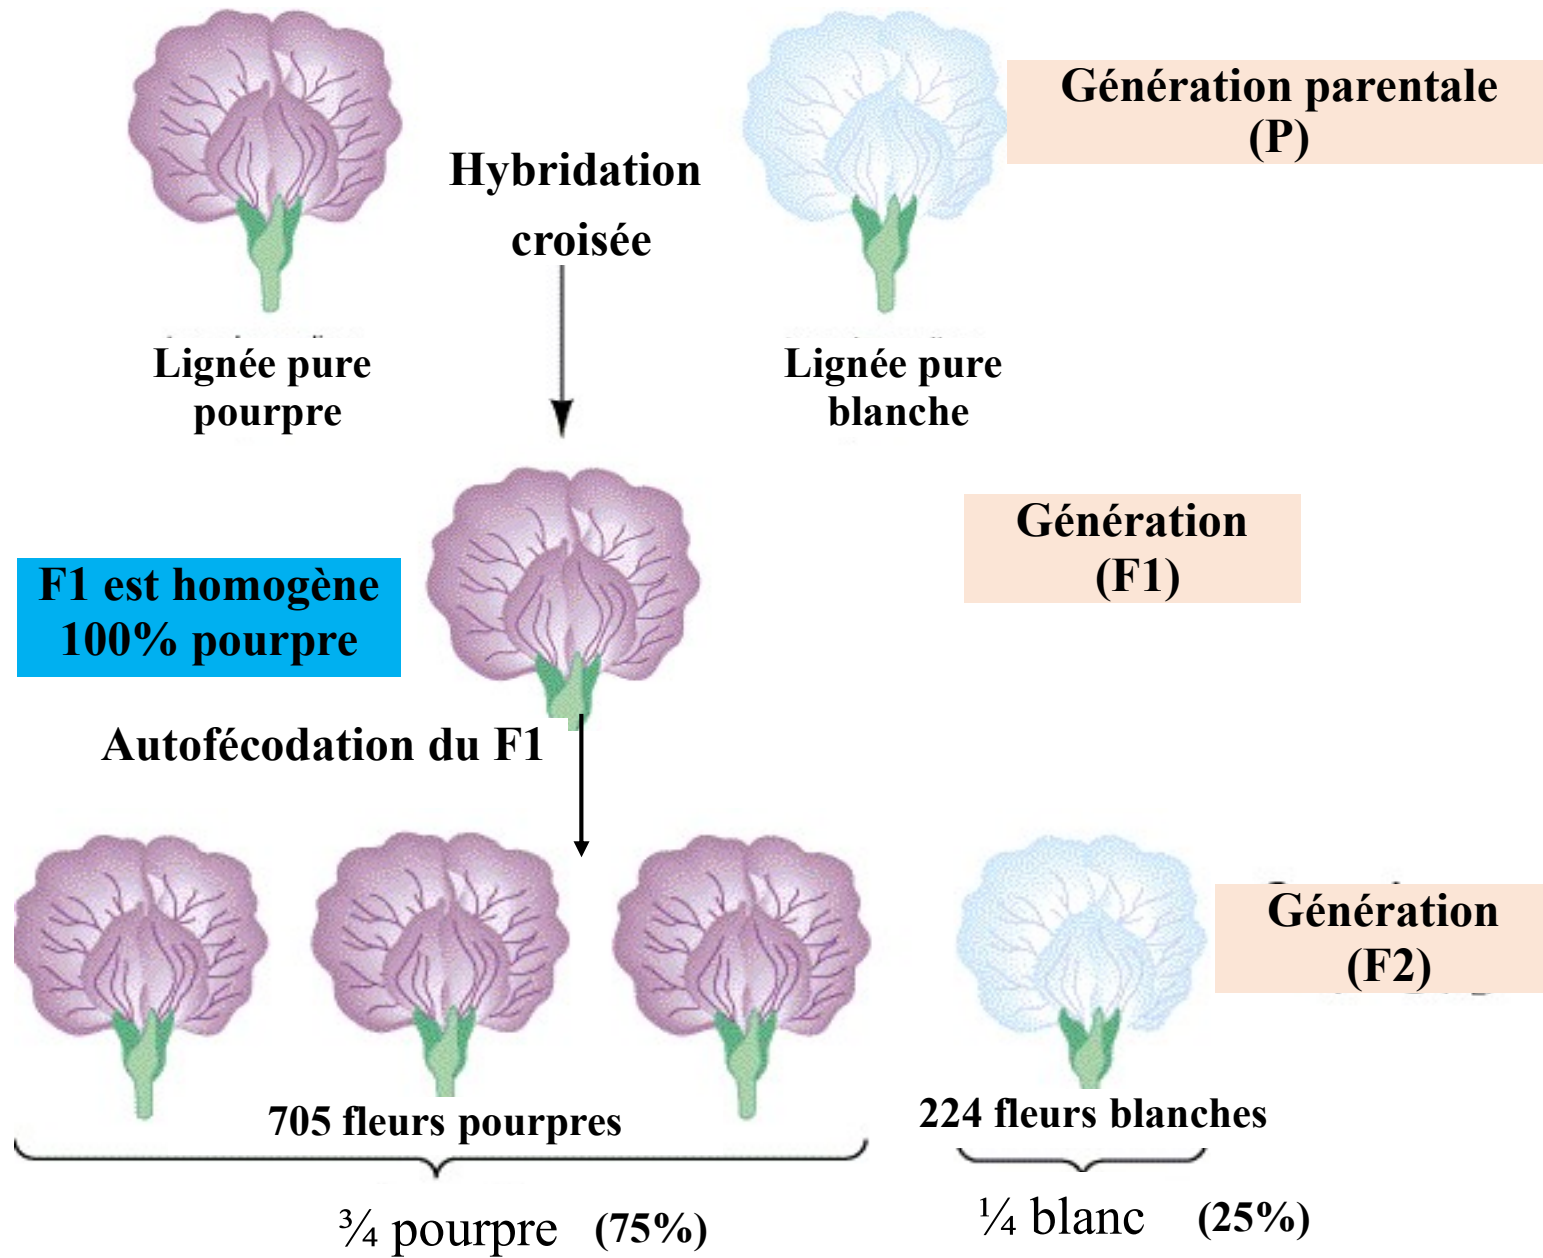 Génération parentale
(P)
Hybridation
croisée
Lignée pure
pourpre
Lignée pure
blanche
Génération
(F1)
F1 est homogène
100% pourpre
Autofécodation du F1
Génération
(F2)
705 fleurs pourpres
224 fleurs blanches
¾ pourpre (75%)
¼ blanc (25%)